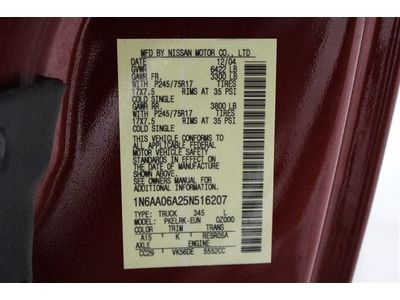 MFD BY NISSAN MOTOR CO., LTD
DATE 12/04
GVWR 6422 LB
GAWR FR 3300 LB
WITH P245/75R17 TIRES
17X7.5 RIMS AT 35 PSI
COLD SINGLE
GAWR RR 3800 LB
WITH P245/75R17 TIRES
17X7.5 RIMS AT 35 PSI
COLD SINGLE
THIS VEHICLE CONFORMS TO
ALL APPLICABLE FEDERAL
MOTOR VEHICLE SAFETY
STANDARDS IN EFFECT ON THE
DATE OF MANUFACTURE
SHOWN ABOVE.
SEE OWNER'S MANUAL FOR
ADDITIONAL INFORMATION
1N6AA06A25N516207
TYPE: TRUCK 345 L
MODEL: PKELRK-EUN OZD00
COLOR TRIM TRANS
A15 K RE5R05A
AXLE ENGINE
CC29 VK56DE 5552CC